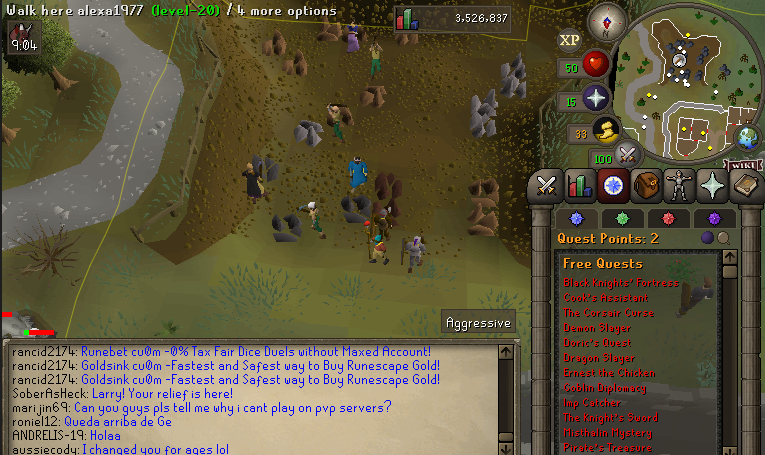 Walk here alexa1977 (level-20) / 4 more options
3,526,837
9:04
XP
50
15
33
100
WIKI
Quest Points: 2
Free Quests
Black Knights' Fortress
Cook's Assistant
The Corsair Curse
Demon Slayer
Doric's Quest
Dragon Slayer
Ernest the Chicken
Goblin Diplomacy
Imp Catcher
The Knight's Sword
Misthalin Mystery
Pirate's Treasure
Aggressive
rancid2174: Runebet cu0m -0% Tax Fair Dice Duels without Maxed Account!
rancid2174: Goldsink cu0m -Fastest and Safest way to Buy Runescape Gold!
rancid2174: Goldsink cu0m -Fastest and Safest way to Buy Runescape Gold!
SoberAsHeck: Larry! Your relief is here!
marijin69: Can you guys pls tell me why i cant play on pvp servers?
roniel12: Queda arriba de Ge
ANDRELIS-19: Holaa
aussiecody: I changed you for ages lol